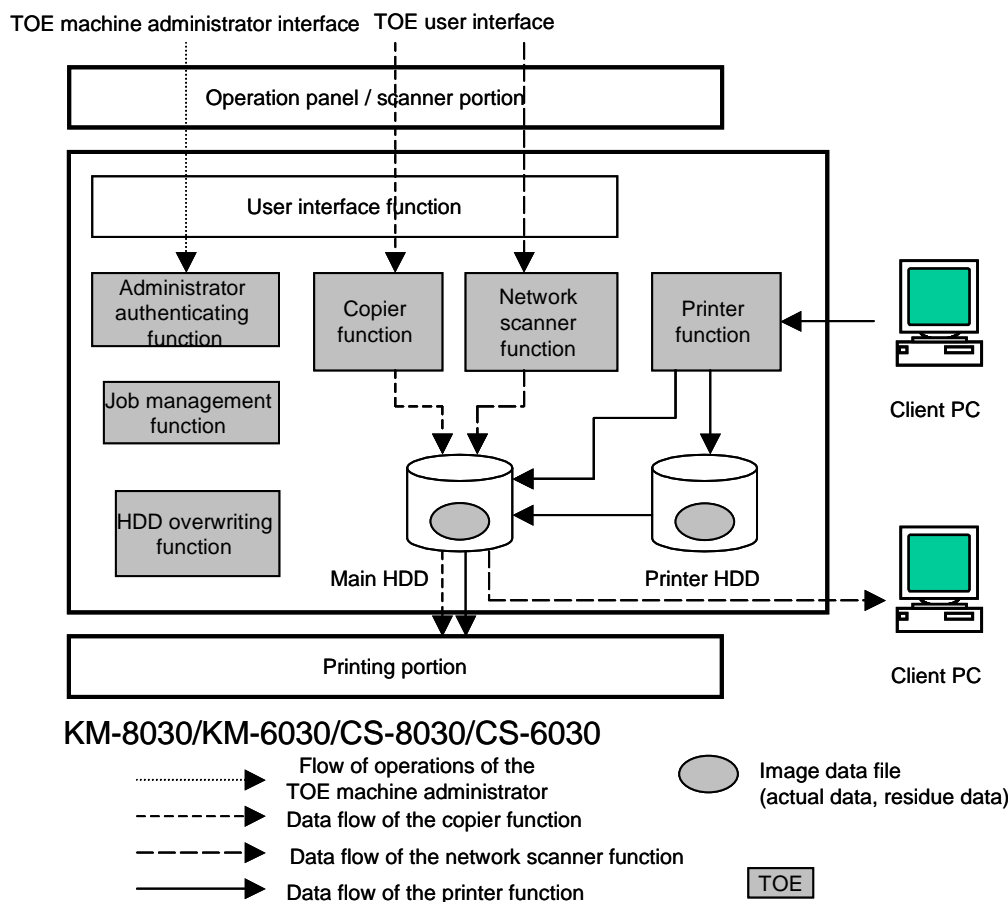 TOE machine administrator interface
TOE user interface
Operation panel / scanner portion
User interface function
Administrator
authenticating
function
Copier
function
Network
scanner
function
Printer
function
Client PC
Job management
function
HDD overwriting
function
Main HDD
Printer HDD
Client PC
Printing portion
KM-8030/KM-6030/CS-8030/CS-6030
Flow of operations of the
TOE machine administrator
Data flow of the copier function
Data flow of the network scanner function
Data flow of the printer function
Image data file
(actual data, residue data)
TOE